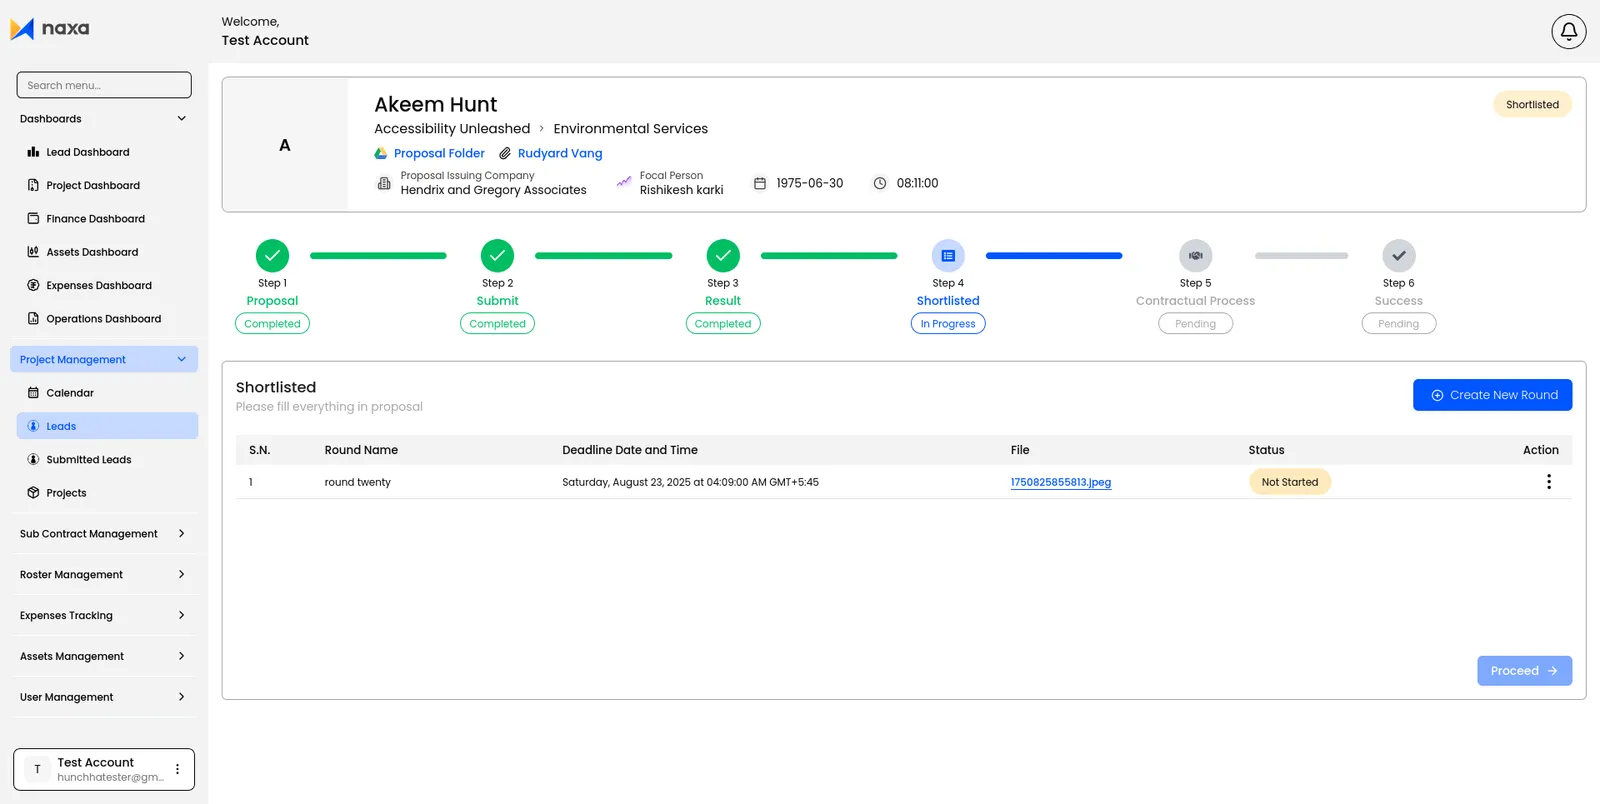 naxa
Welcome,
Test Account
Search menu...
Dashboards
Lead Dashboard
Project Dashboard
Finance Dashboard
Assets Dashboard
Expenses Dashboard
Operations Dashboard
Project Management
Calendar
Leads
Submitted Leads
Projects
Sub Contract Management
Roster Management
Expenses Tracking
Assets Management
User Management
T
Test Account
hunchhatester@gm...
A
Akeem Hunt
Shortlisted
Accessibility Unleashed > Environmental Services
Proposal Folder Rudyard Vang
Proposal Issuing Company
Hendrix and Gregory Associates
Focal Person
Rishikesh karki
1975-06-30
08:11:00
Step 1
Proposal
Completed
Step 2
Submit
Completed
Step 3
Result
Completed
Step 4
Shortlisted
In Progress
Step 5
Contractual Process
Pending
Step 6
Success
Pending
Shortlisted
Please fill everything in proposal
Create New Round
S.N. Round Name Deadline Date and Time File Status Action
1 round twenty Saturday, August 23, 2025 at 04:09:00 AM GMT+5:45 1750825855813.jpeg Not Started
Proceed